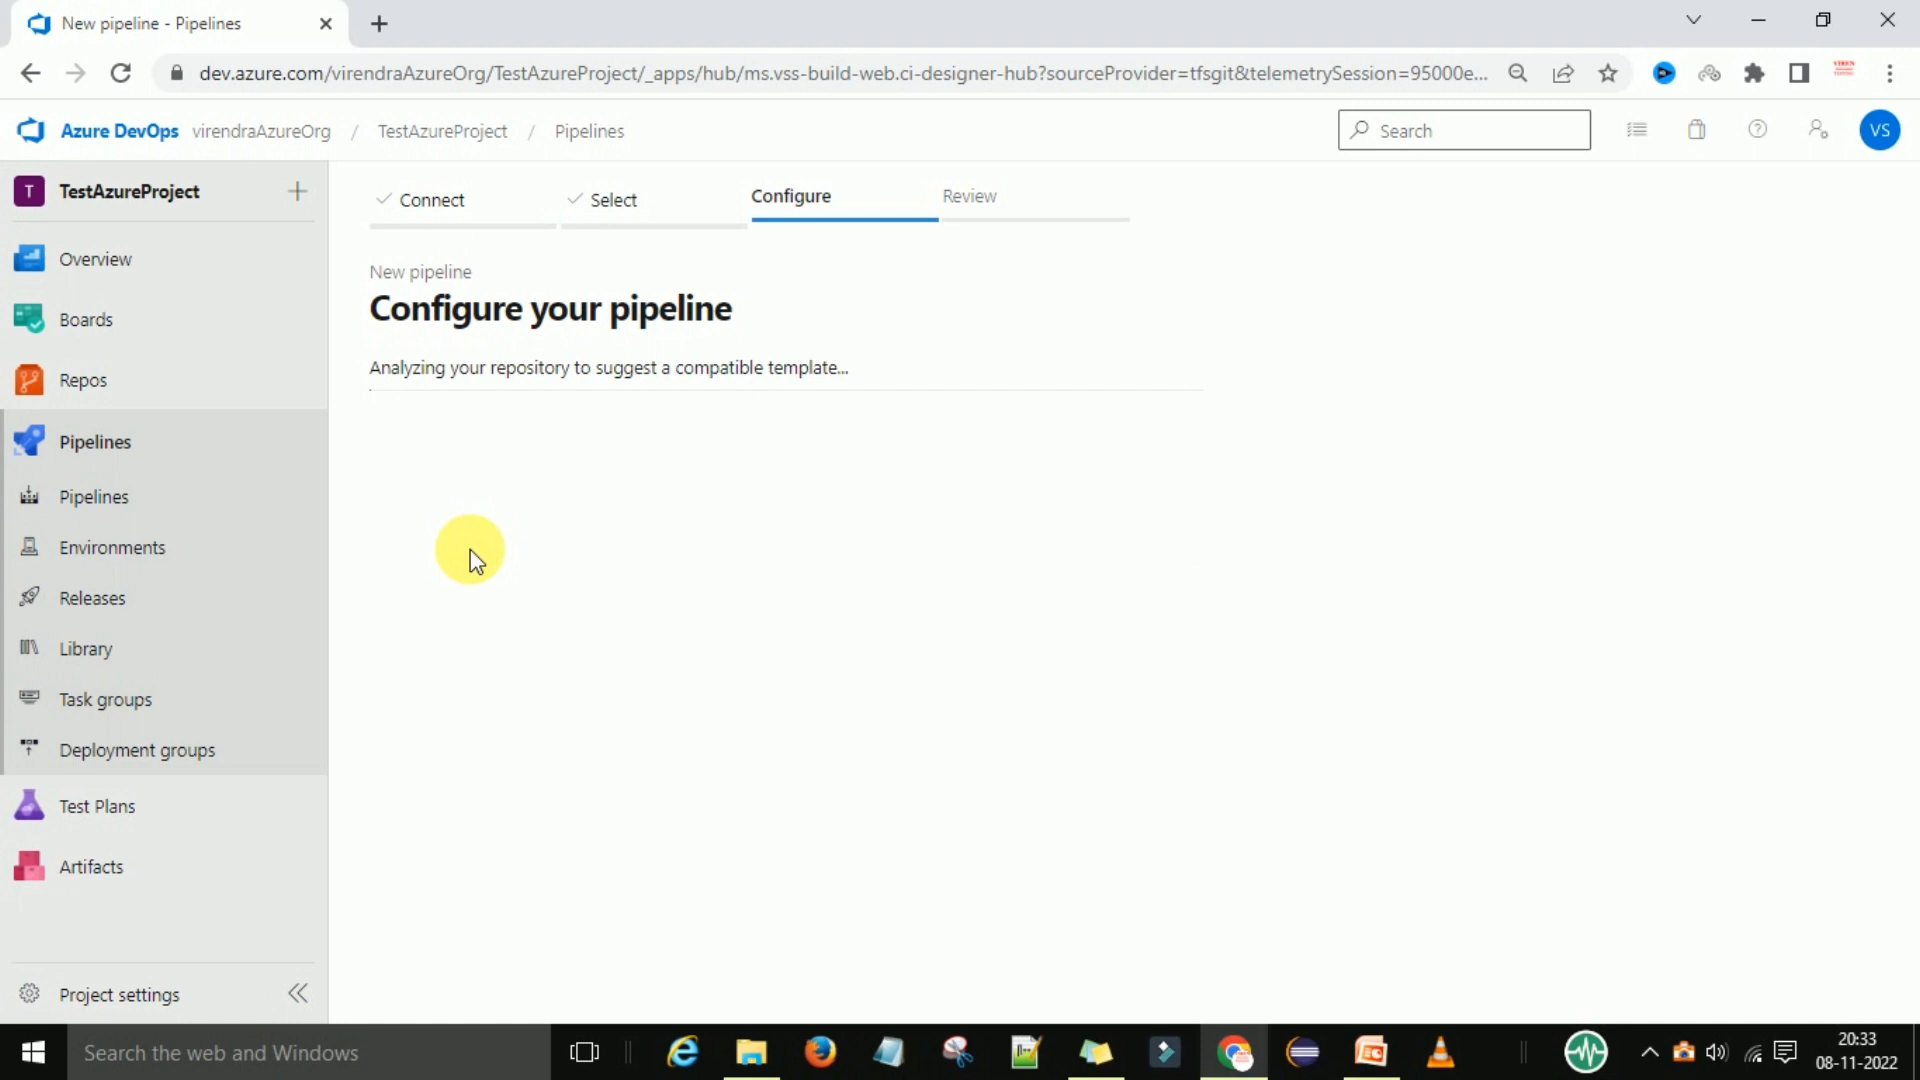 New pipeline - Pipelines
dev.azure.com/virendraAzureOrg/TestAzureProject/_apps/hub/ms.vss-build-web.ci-designer-hub?sourceProvider=tfsgit&telemetrySession=95000e...
Azure DevOps virendraAzureOrg / TestAzureProject / Pipelines
Search
VS
T TestAzureProject
Connect
Select
Configure
Review
Overview
Boards
Repos
Pipelines
Pipelines
Environments
Releases
Library
Task groups
Deployment groups
Test Plans
Artifacts
Project settings
New pipeline
Configure your pipeline
Analyzing your repository to suggest a compatible template...
Search the web and Windows
20:33
08-11-2022